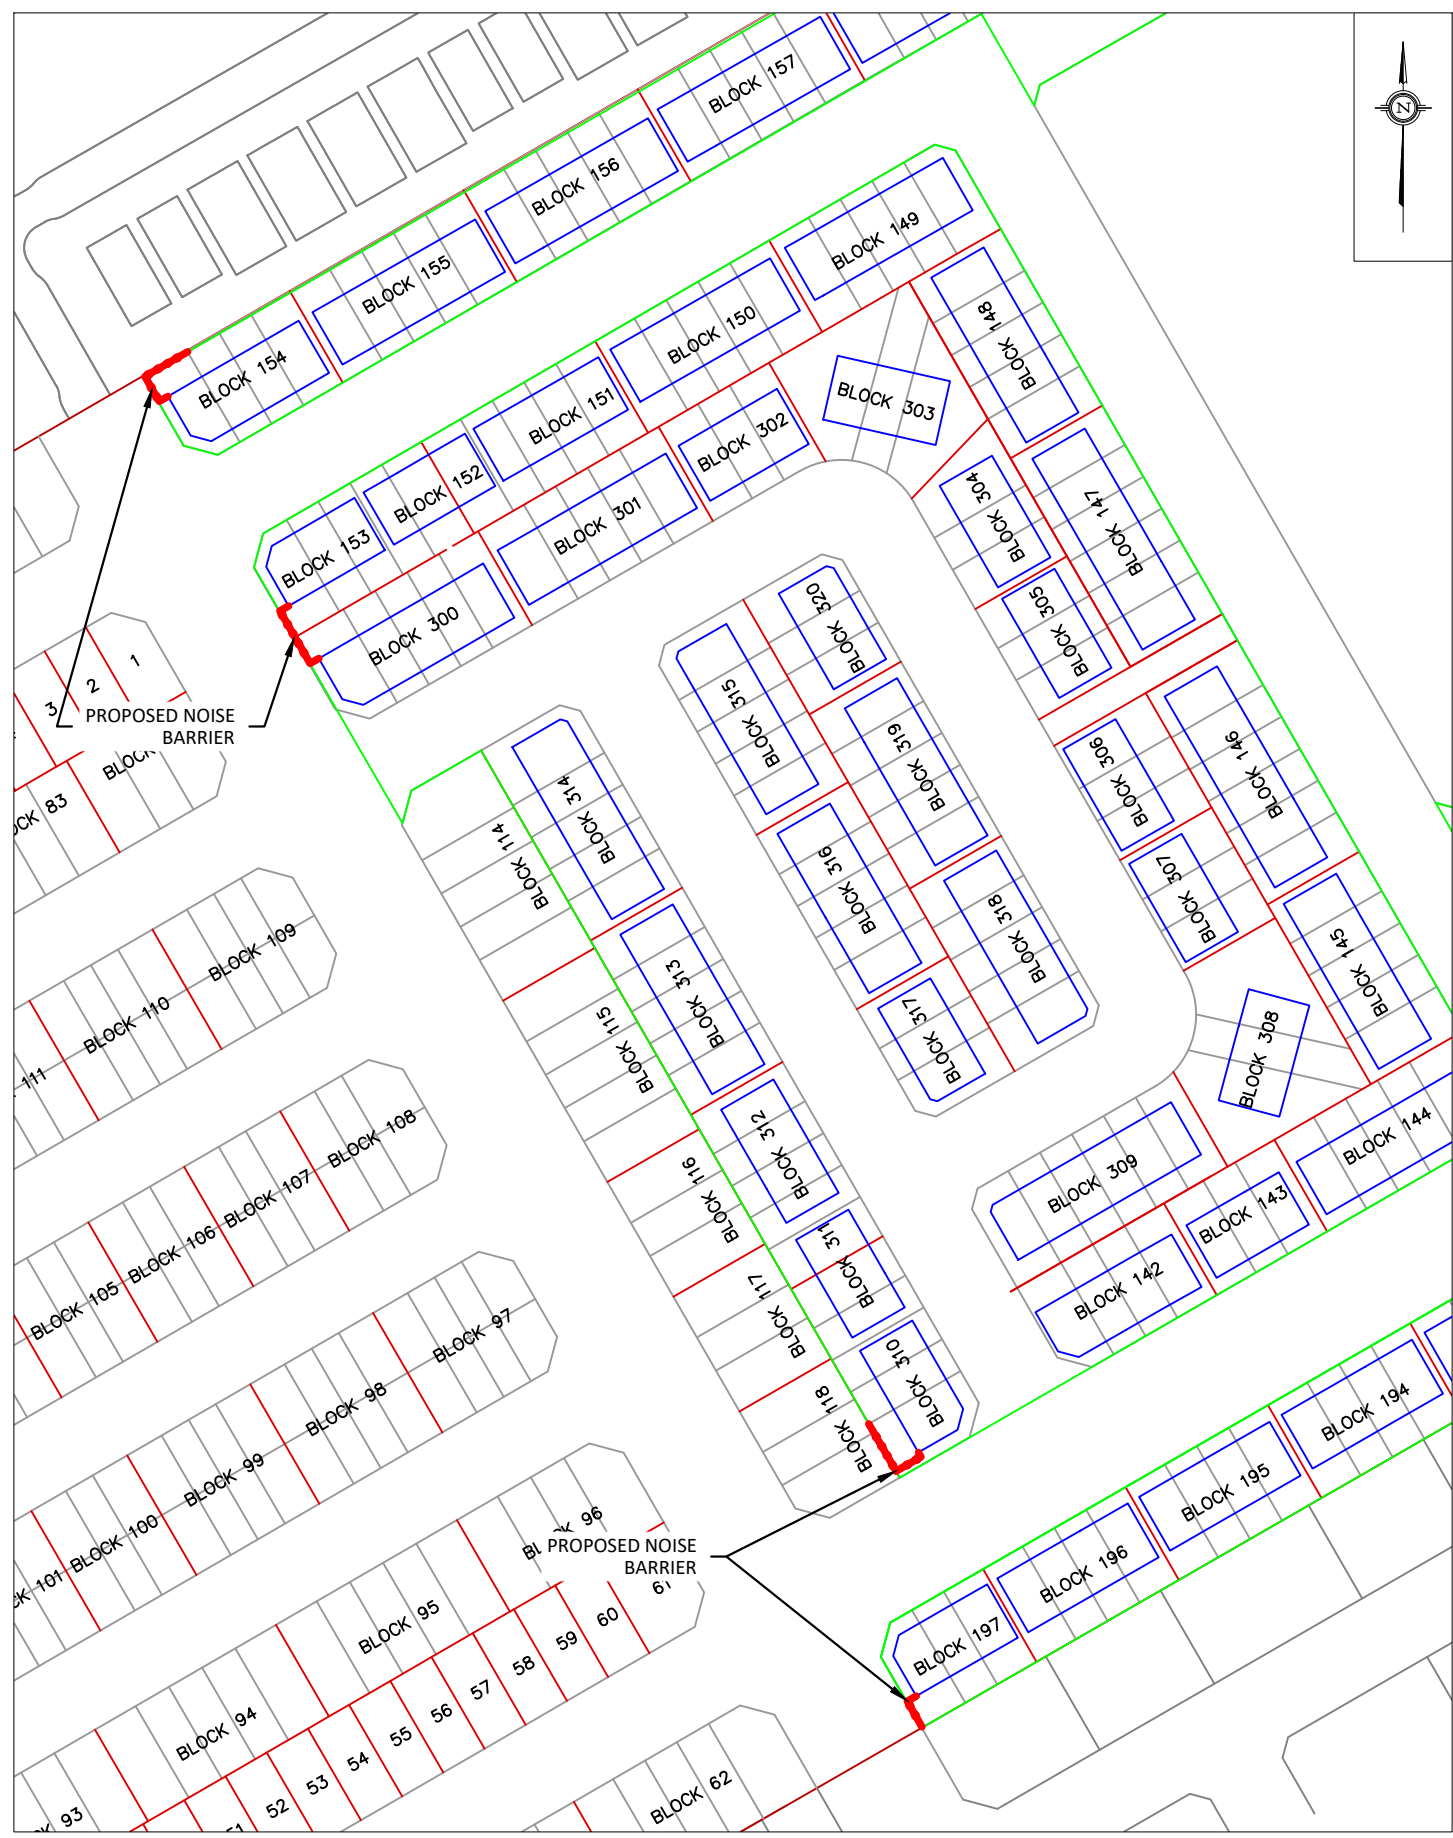 N
BLOCK 157
BLOCK 156
BLOCK 155
BLOCK 154
BLOCK 149
BLOCK 150
BLOCK 151
BLOCK 152
BLOCK 153
BLOCK 148
BLOCK 303
BLOCK 302
BLOCK 301
BLOCK 300
BLOCK 304
BLOCK 147
BLOCK 305
BLOCK 320
BLOCK 315
BLOCK 319
BLOCK 316
BLOCK 318
BLOCK 317
BLOCK 306
BLOCK 146
BLOCK 307
BLOCK 145
BLOCK 308
BLOCK 144
BLOCK 309
BLOCK 143
BLOCK 142
1
2
3
PROPOSED NOISE
BARRIER
BLOCK
83
BLOCK 314
BLOCK 114
BLOCK 313
BLOCK 115
BLOCK 312
BLOCK 116
BLOCK 311
BLOCK 117
BLOCK 310
BLOCK 118
BLOCK 109
BLOCK 110
111
BLOCK 108
BLOCK 107
BLOCK 106
BLOCK 105
BLOCK 97
BLOCK 98
BLOCK 99
BLOCK 100
101
96
PROPOSED NOISE
BARRIER
BLOCK 95
BLOCK 94
93
61
60
59
58
57
56
55
54
53
52
BLOCK 62
BLOCK 194
BLOCK 195
BLOCK 196
BLOCK 197